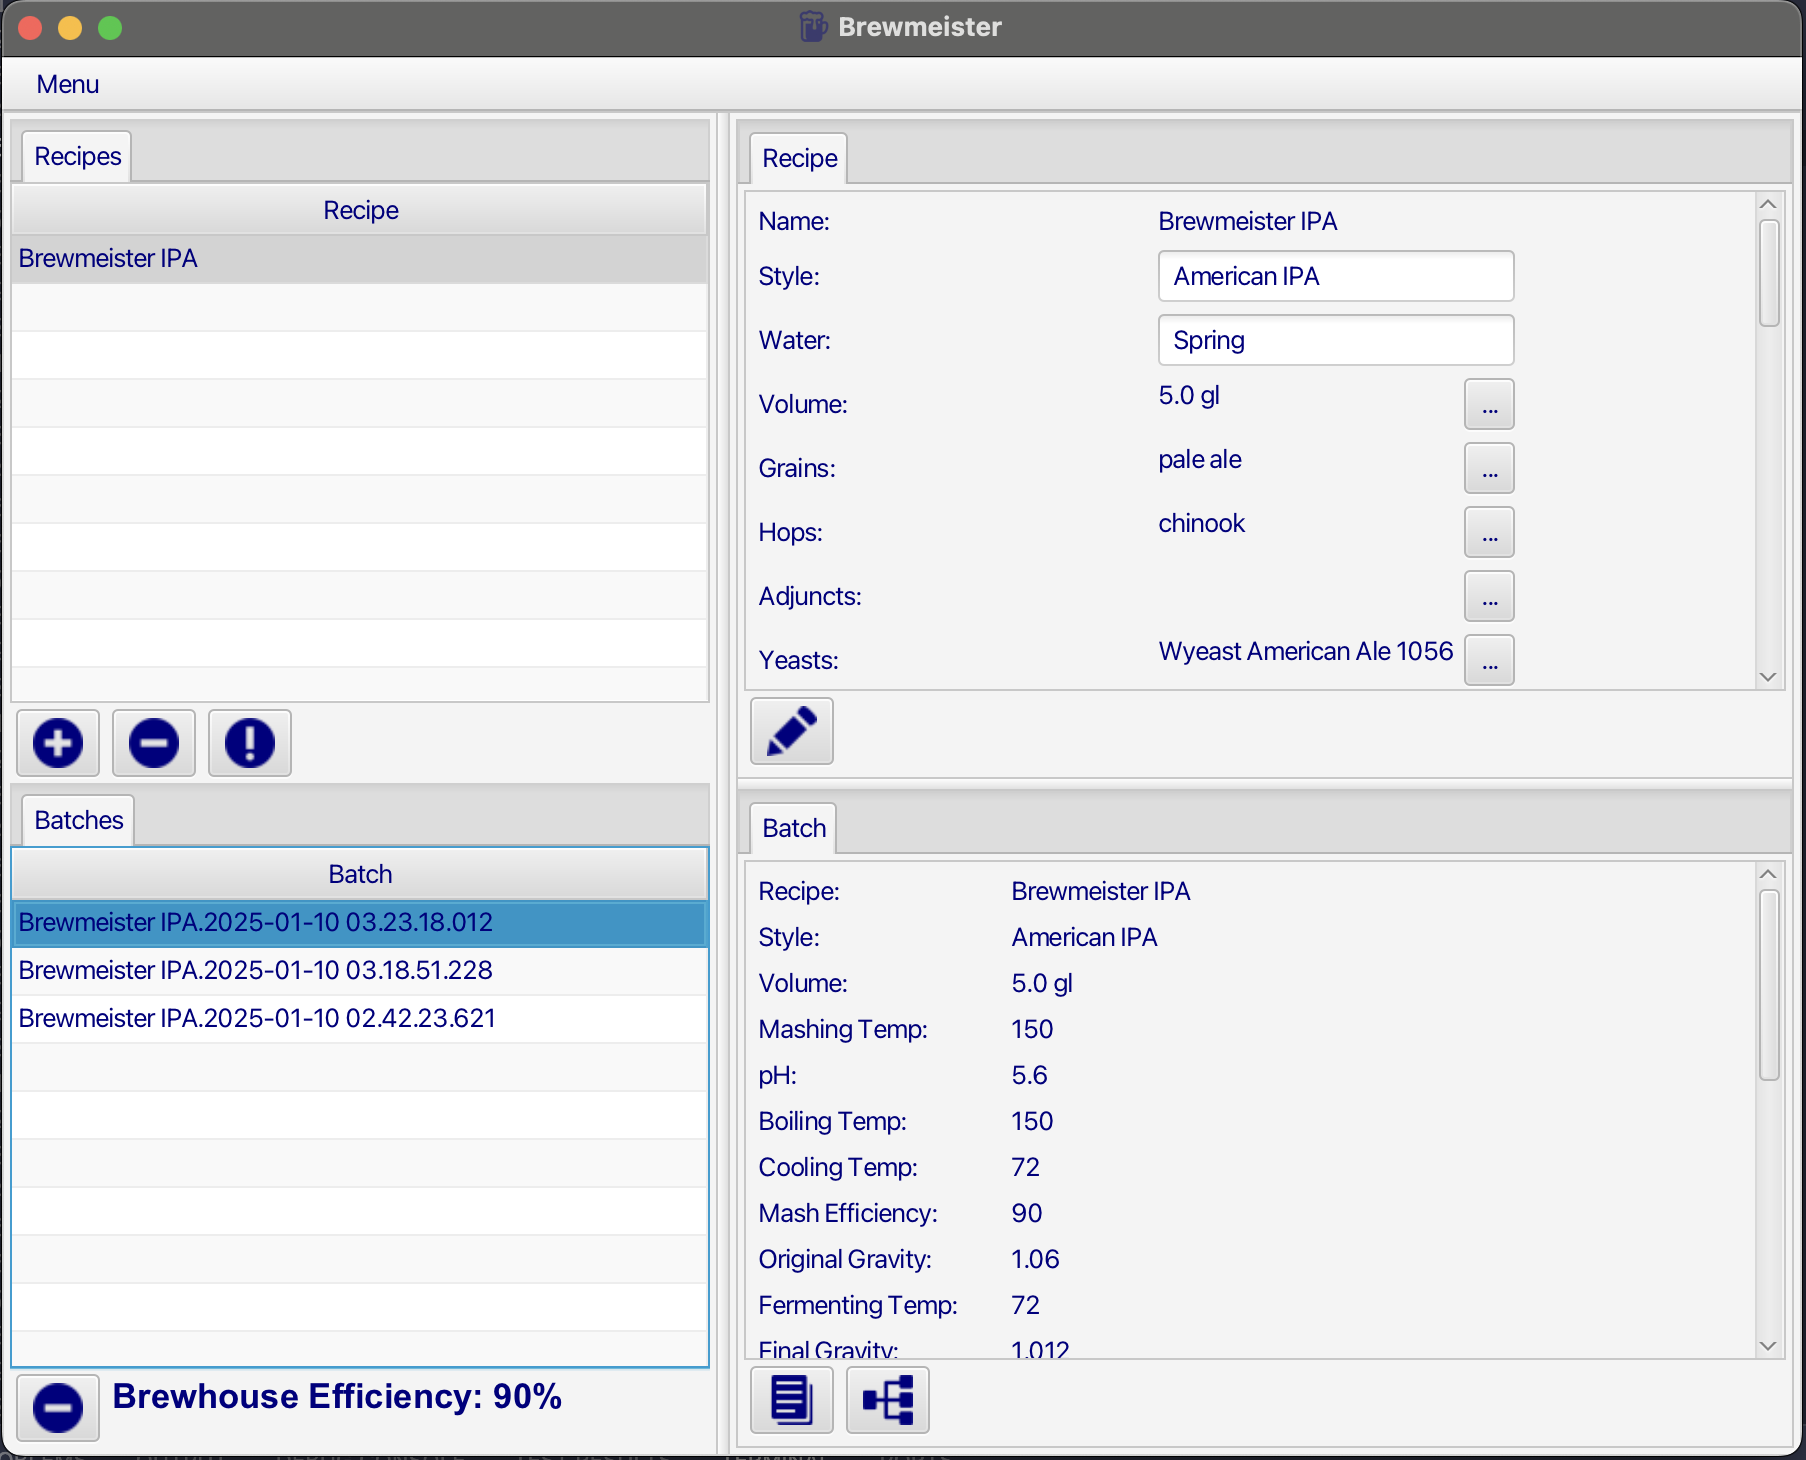 Brewmeister
Menu
Recipes
Recipe
Brewmeister IPA
Batches
Batch
Brewmeister IPA.2025-01-10 03.23.18.012
Brewmeister IPA.2025-01-10 03.18.51.228
Brewmeister IPA.2025-01-10 02.42.23.621
Brewhouse Efficiency: 90%
Recipe
Name: Brewmeister IPA
Style: American IPA
Water: Spring
Volume: 5.0 gl ...
Grains: pale ale ...
Hops: chinook ...
Adjuncts: ...
Yeasts: Wyeast American Ale 1056 ...
Batch
Recipe: Brewmeister IPA
Style: American IPA
Volume: 5.0 gl
Mashing Temp: 150
pH: 5.6
Boiling Temp: 150
Cooling Temp: 72
Mash Efficiency: 90
Original Gravity: 1.06
Fermenting Temp: 72
Final Gravity: 1.012